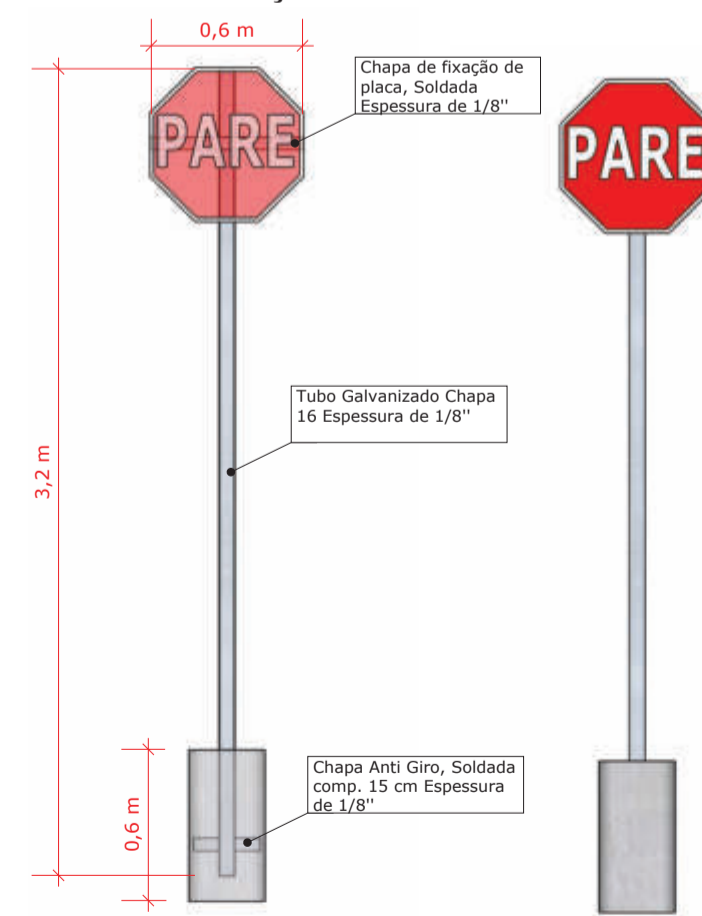 0,6 m
Chapa de fixação de
placa, Soldada
Espessura de 1/8''
PARE
PARE
Tubo Galvanizado Chapa
16 Espessura de 1/8''
3,2 m
Chapa Anti Giro, Soldada
comp. 15 cm Espessura
de 1/8''
0,6 m